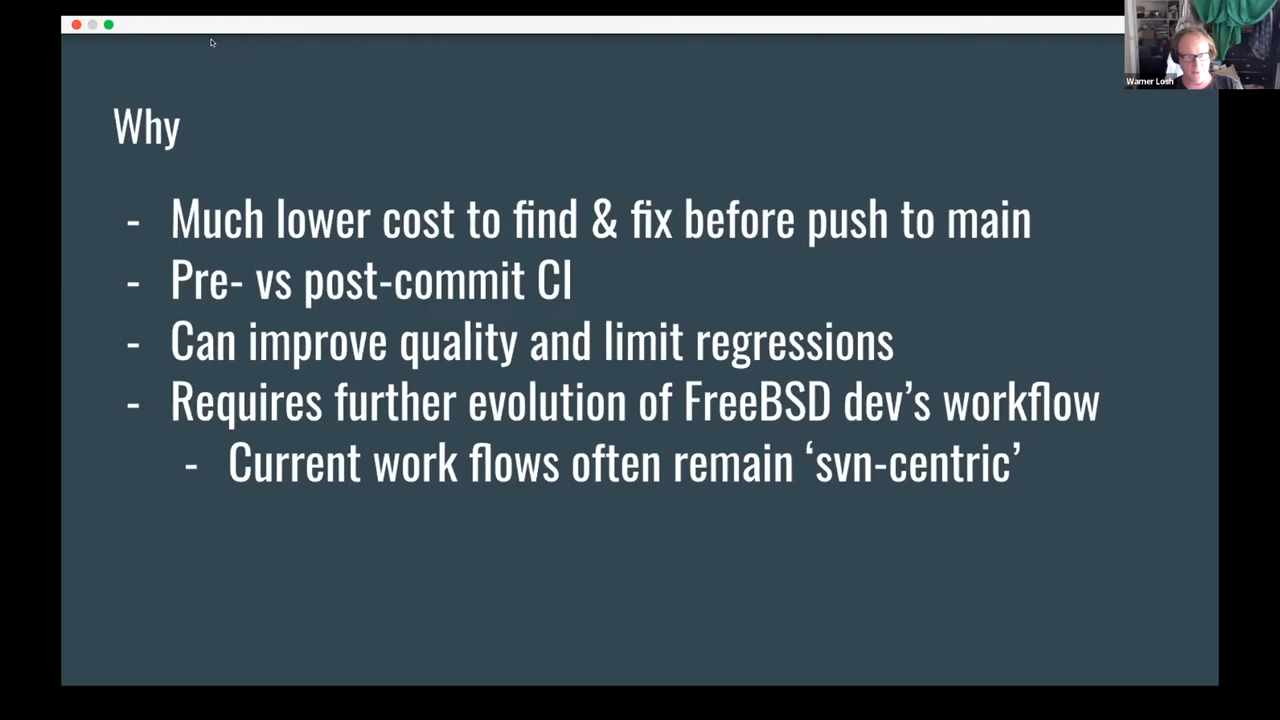 Warner Losh
Why
- Much lower cost to find & fix before push to main
- Pre- vs post-commit CI
- Can improve quality and limit regressions
- Requires further evolution of FreeBSD dev’s workflow
- Current work flows often remain ‘svn-centric’